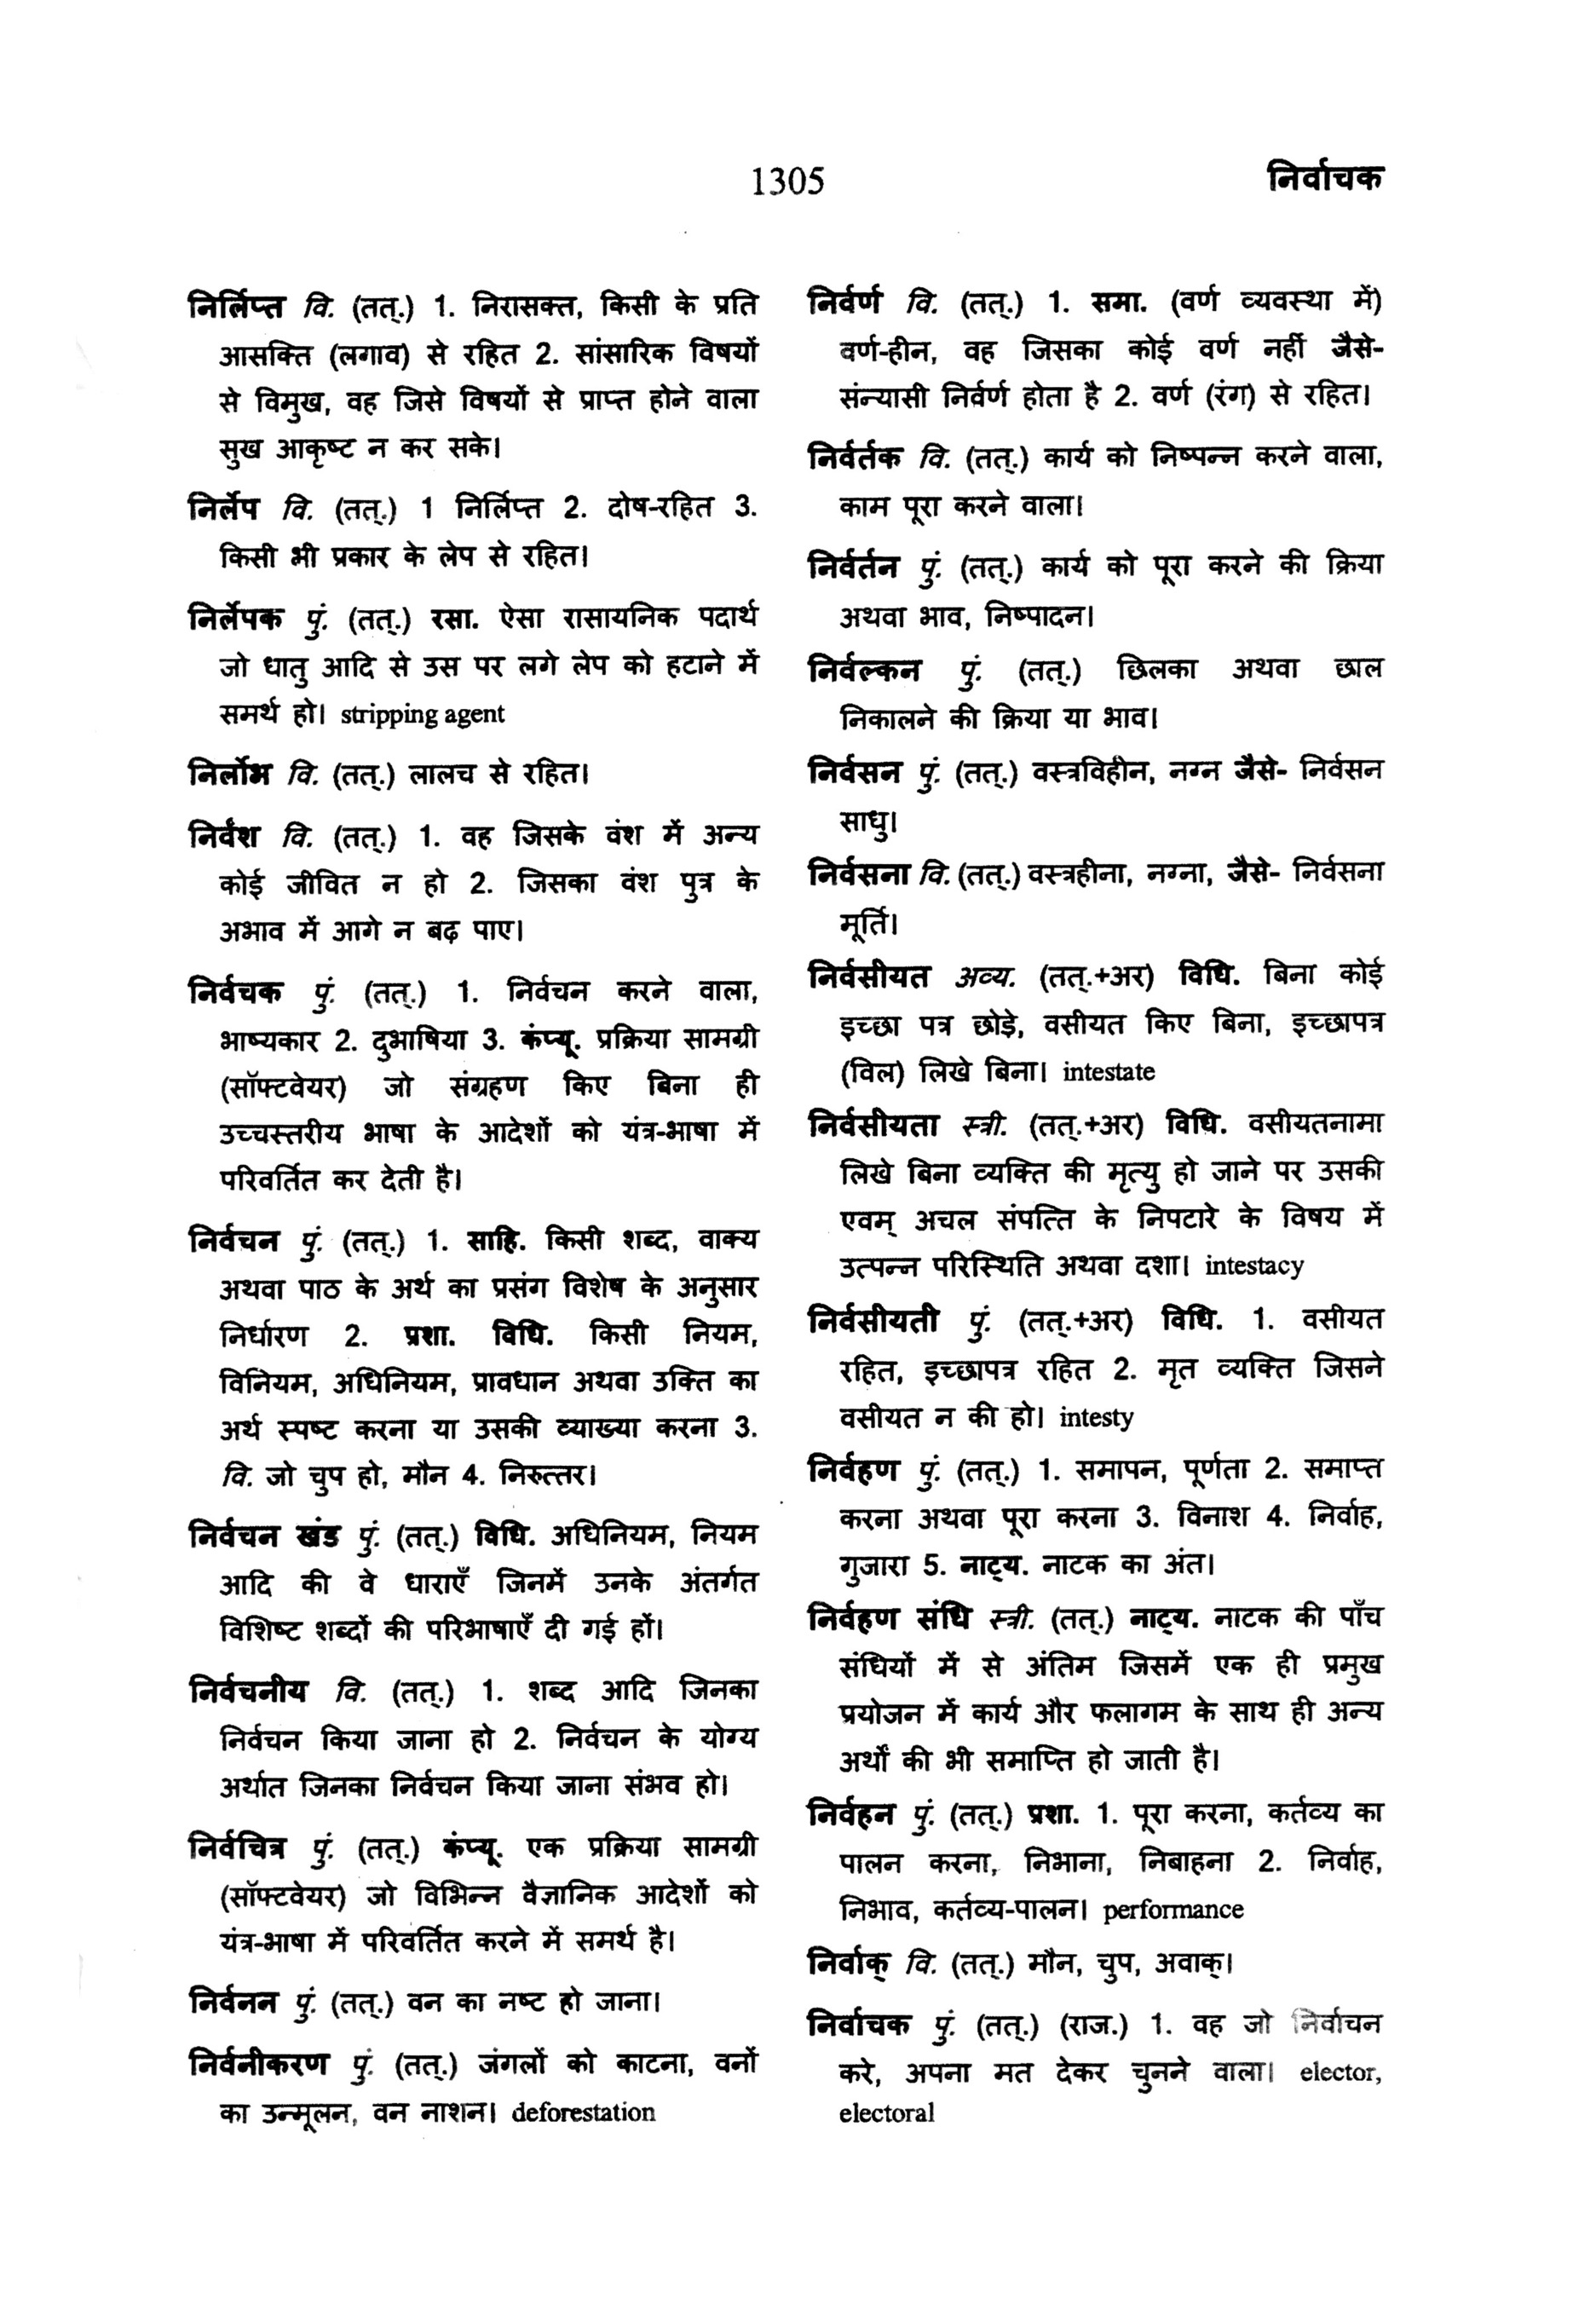 1305
निर्वाचक
निर्लिप्त वि. (तत्.) 1. निरासक्त, किसी के प्रति
आसक्ति (लगाव) से रहित 2. सांसारिक विषयों
से विमुख, वह जिसे विषयों से प्राप्त होने वाला
सुख आकृष्ट न कर सके।
निर्लेप वि. (तत्.) 1 निर्लिप्त 2. दोष-रहित 3.
किसी भी प्रकार के लेप से रहित।
निर्लेपक पुं. (तत्.) रसा. ऐसा रासायनिक पदार्थ
जो धातु आदि से उस पर लगे लेप को हटाने में
समर्थ हो। stripping agent
निर्लोभ वि. (तत्.) लालच से रहित।
निर्वंश वि. (तत्.) 1. वह जिसके वंश में अन्य
कोई जीवित न हो 2. जिसका वंश पुत्र के
अभाव में आगे न बढ़ पाए।
निर्वचक पुं. (तत्.) 1. निर्वचन करने वाला,
भाष्यकार 2. दुभाषिया 3. कंप्यू. प्रक्रिया सामग्री
(सॉफ्टवेयर) जो संग्रहण किए बिना ही
उच्चस्तरीय भाषा के आदेशों को यंत्र-भाषा में
परिवर्तित कर देती है।
निर्वचन पुं. (तत्.) 1. साहि. किसी शब्द, वाक्य
अथवा पाठ के अर्थ का प्रसंग विशेष के अनुसार
निर्धारण 2. प्रशा. विधि. किसी नियम,
विनियम, अधिनियम, प्रावधान अथवा उक्ति का
अर्थ स्पष्ट करना या उसकी व्याख्या करना 3.
वि. जो चुप हो, मौन 4. निरुत्तर।
निर्वचन खंड पुं. (तत्.) विधि. अधिनियम, नियम
आदि की वे धाराएँ जिनमें उनके अंतर्गत
विशिष्ट शब्दों की परिभाषाएँ दी गई हों।
निर्वचनीय वि. (तत्.) 1. शब्द आदि जिनका
निर्वचन किया जाना हो 2. निर्वचन के योग्य
अर्थात जिनका निर्वचन किया जाना संभव हो।
निर्वचित्र पुं. (तत्.) कंप्यू. एक प्रक्रिया सामग्री
(सॉफ्टवेयर) जो विभिन्न वैज्ञानिक आदेशों को
यंत्र-भाषा में परिवर्तित करने में समर्थ है।
निर्वनन पुं. (तत्.) वन का नष्ट हो जाना।
निर्वनीकरण पुं. (तत्.) जंगलों को काटना, वनों
का उन्मूलन, वन नाशन। deforestation
निर्वर्ण वि. (तत्.) 1. समा. (वर्ण व्यवस्था में)
वर्ण-हीन, वह जिसका कोई वर्ण नहीं जैसे-
संन्यासी निर्वर्ण होता है 2. वर्ण (रंग) से रहित।
निर्वर्तक वि. (तत्.) कार्य को निष्पन्न करने वाला,
काम पूरा करने वाला।
निर्वर्तन पुं. (तत्.) कार्य को पूरा करने की क्रिया
अथवा भाव, निष्पादन।
निर्वल्कन पुं. (तत्.) छिलका अथवा छाल
निकालने की क्रिया या भाव।
निर्वसन पुं. (तत्.) वस्त्रविहीन, नग्न जैसे- निर्वसन
साधु।
निर्वसना वि. (तत्.) वस्त्रहीना, नग्ना, जैसे- निर्वसना
मूर्ति।
निर्वसीयत अव्य. (तत्.+अर) विधि. बिना कोई
इच्छा पत्र छोड़े, वसीयत किए बिना, इच्छापत्र
(विल) लिखे बिना। intestate
निर्वसीयता स्त्री. (तत्.+अर) विधि. वसीयतनामा
लिखे बिना व्यक्ति की मृत्यु हो जाने पर उसकी
एवम् अचल संपत्ति के निपटारे के विषय में
उत्पन्न परिस्थिति अथवा दशा। intestacy
निर्वसीयती पुं. (तत्.+अर) विधि. 1. वसीयत
रहित, इच्छापत्र रहित 2. मृत व्यक्ति जिसने
वसीयत न की हो। intesty
निर्वहण पुं. (तत्.) 1. समापन, पूर्णता 2. समाप्त
करना अथवा पूरा करना 3. विनाश 4. निर्वाह,
गुजारा 5. नाट्य. नाटक का अंत।
निर्वहण संधि स्त्री. (तत्.) नाट्य. नाटक की पाँच
संधियों में से अंतिम जिसमें एक ही प्रमुख
प्रयोजन में कार्य और फलागम के साथ ही अन्य
अर्थों की भी समाप्ति हो जाती है।
निर्वहन पुं. (तत्.) प्रशा. 1. पूरा करना, कर्तव्य का
पालन करना, निभाना, निबाहना 2. निर्वाह,
निभाव, कर्तव्य-पालन। performance
निर्वाक् वि. (तत्.) मौन, चुप, अवाक्।
निर्वाचक पुं. (तत्.) (राज.) 1. वह जो निर्वाचन
करे, अपना मत देकर चुनने वाला। elector,
electoral